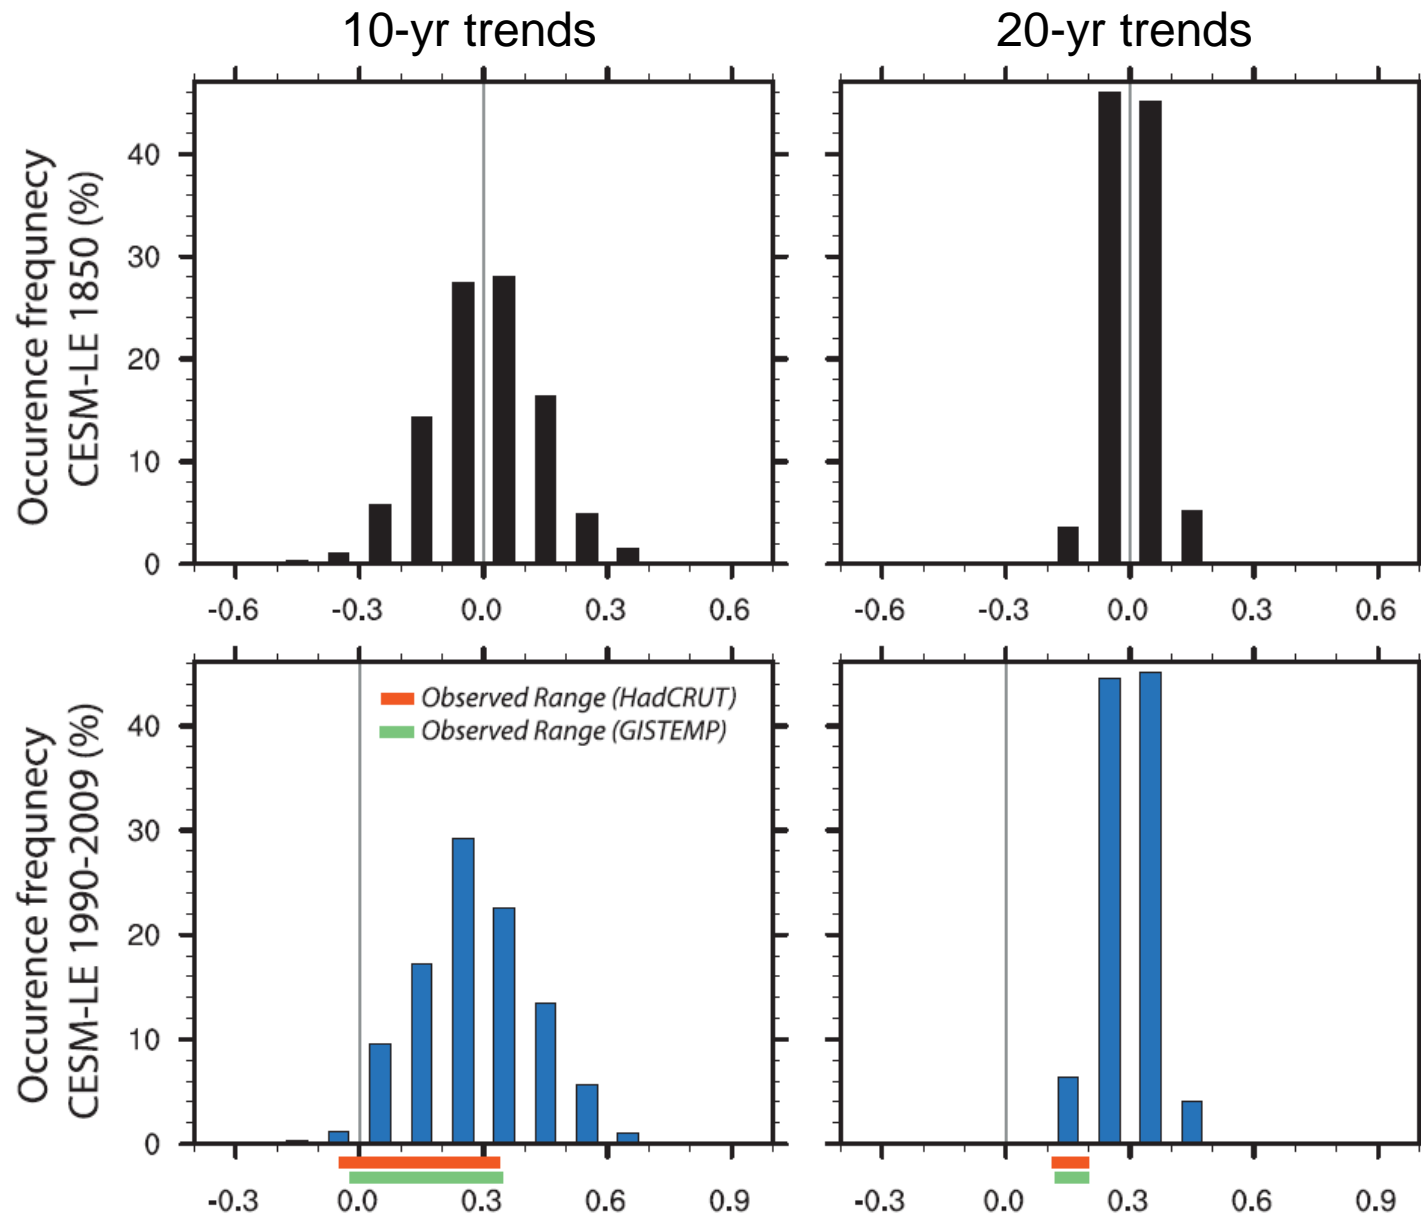 10-yr trends
20-yr trends
Occurence frequnecy
CESM-LE 1850 (%)
40
30
20
10
0
-0.6 -0.3 0.0 0.3 0.6
-0.6 -0.3 0.0 0.3 0.6
Occurence frequnecy
CESM-LE 1990-2009 (%)
Observed Range (HadCRUT)
Observed Range (GISTEMP)
40
30
20
10
0
-0.3 0.0 0.3 0.6 0.9
-0.3 0.0 0.3 0.6 0.9